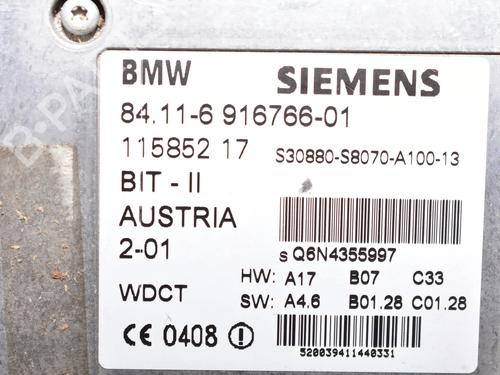 BMW SIEMENS
84.11-6 916766-01
115852 17 S30880-S8070-A100-13
BIT - II
AUSTRIA
2-01 s Q6N4355997
HW: A17 B07 C33
WDCT SW: A4.6 B01.28 C01.28
CE 0408
520039411440331